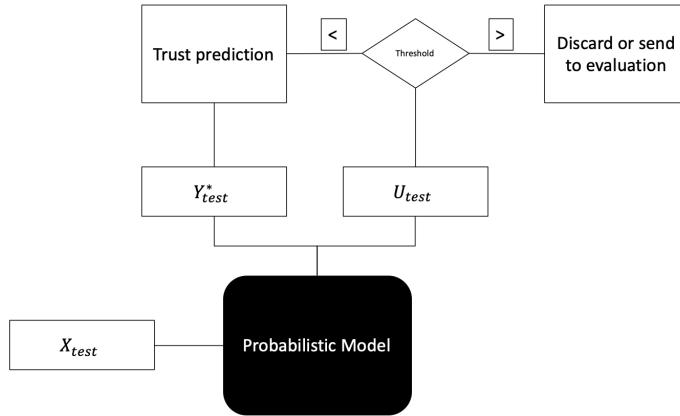 Trust prediction
<
Threshold
>
Discard or send
to evaluation
Y*test
Utest
Xtest
Probabilistic Model